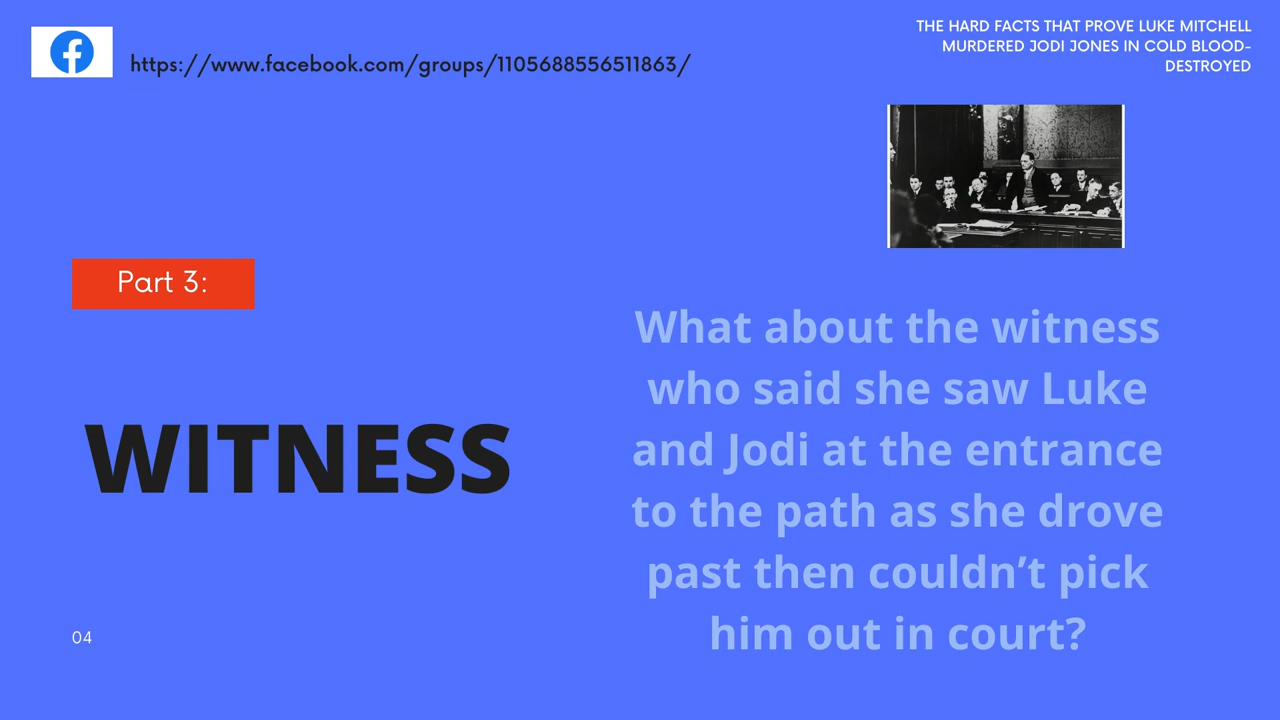 https://www.facebook.com/groups/1105688556511863/
THE HARD FACTS THAT PROVE LUKE MITCHELL
MURDERED JODI JONES IN COLD BLOOD-
DESTROYED
Part 3:
WITNESS
What about the witness
who said she saw Luke
and Jodi at the entrance
to the path as she drove
past then couldn’t pick
him out in court?
04